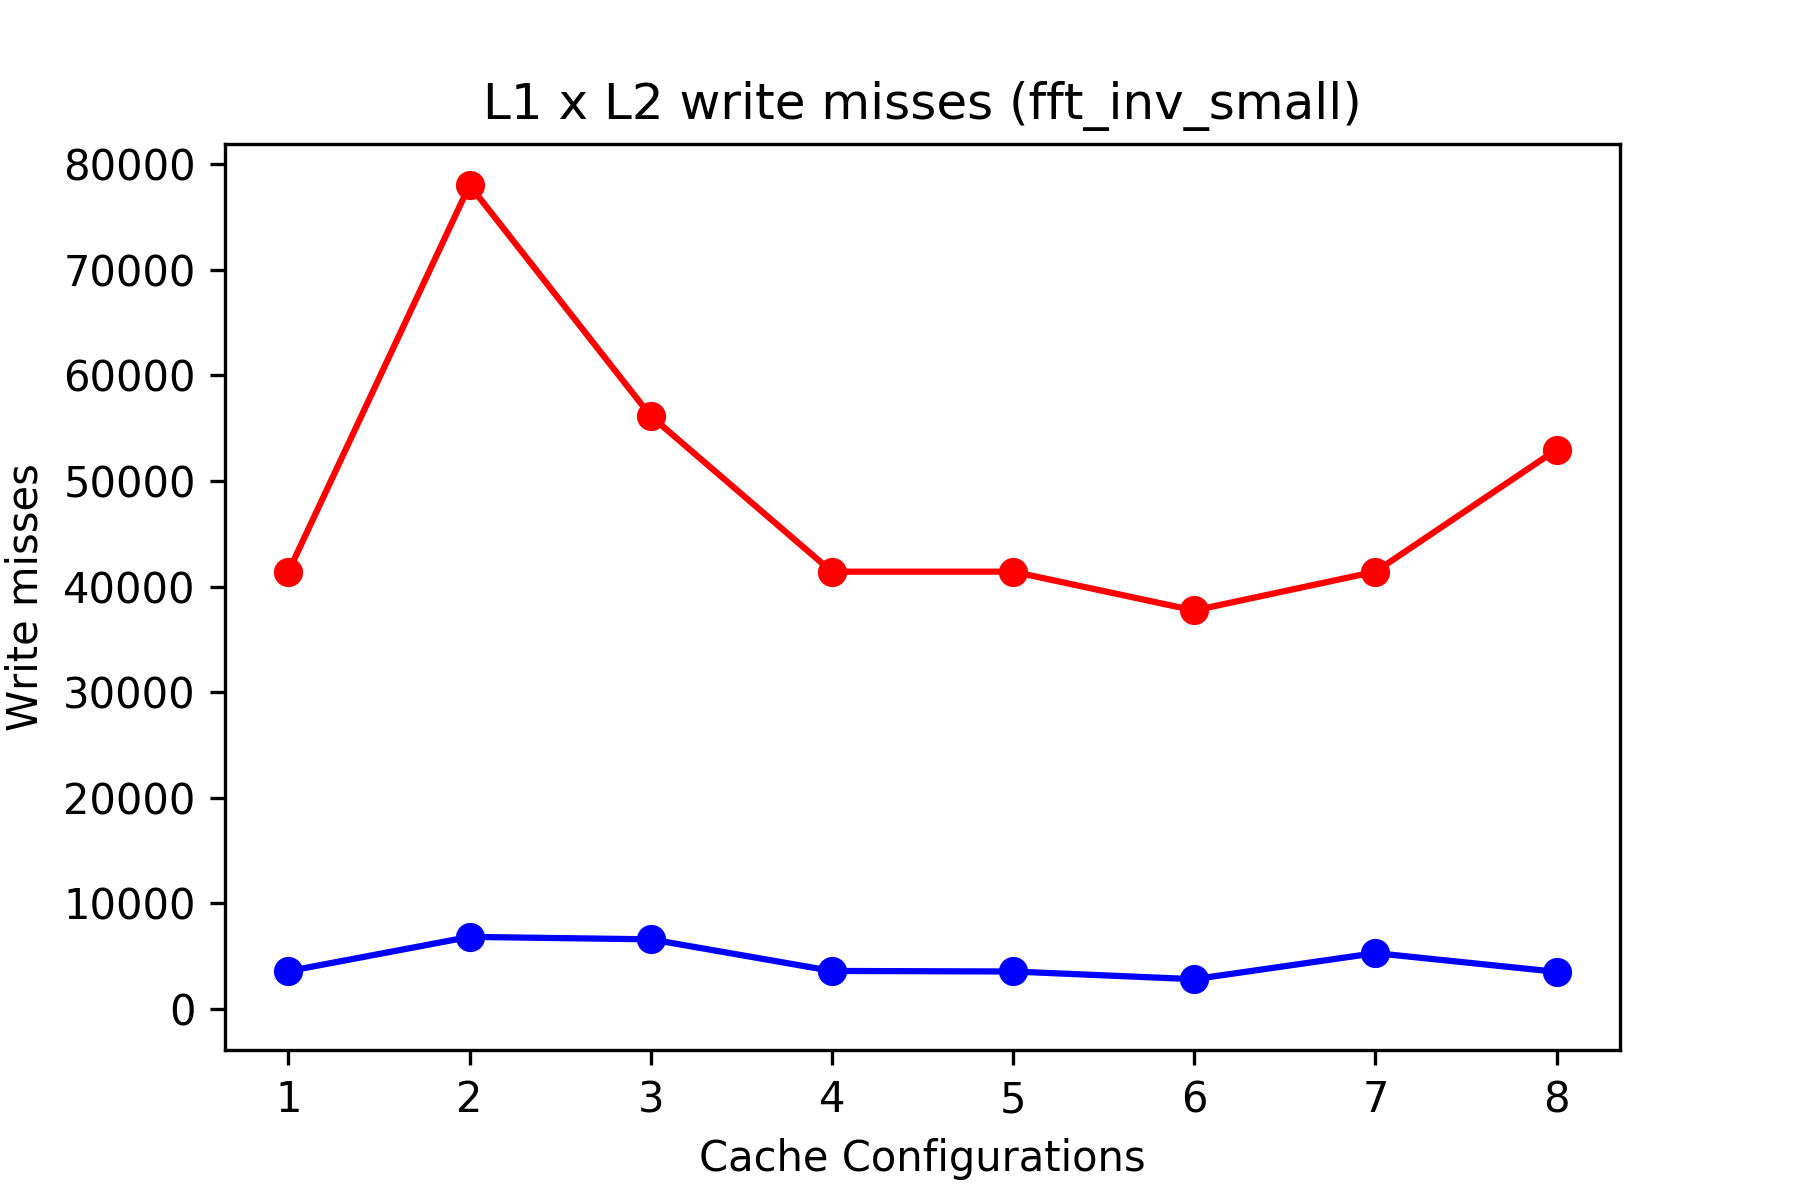 L1 x L2 write misses (fft_inv_small)
80000
70000
60000
50000
40000
30000
20000
10000
0
Write misses
1 2 3 4 5 6 7 8
Cache Configurations